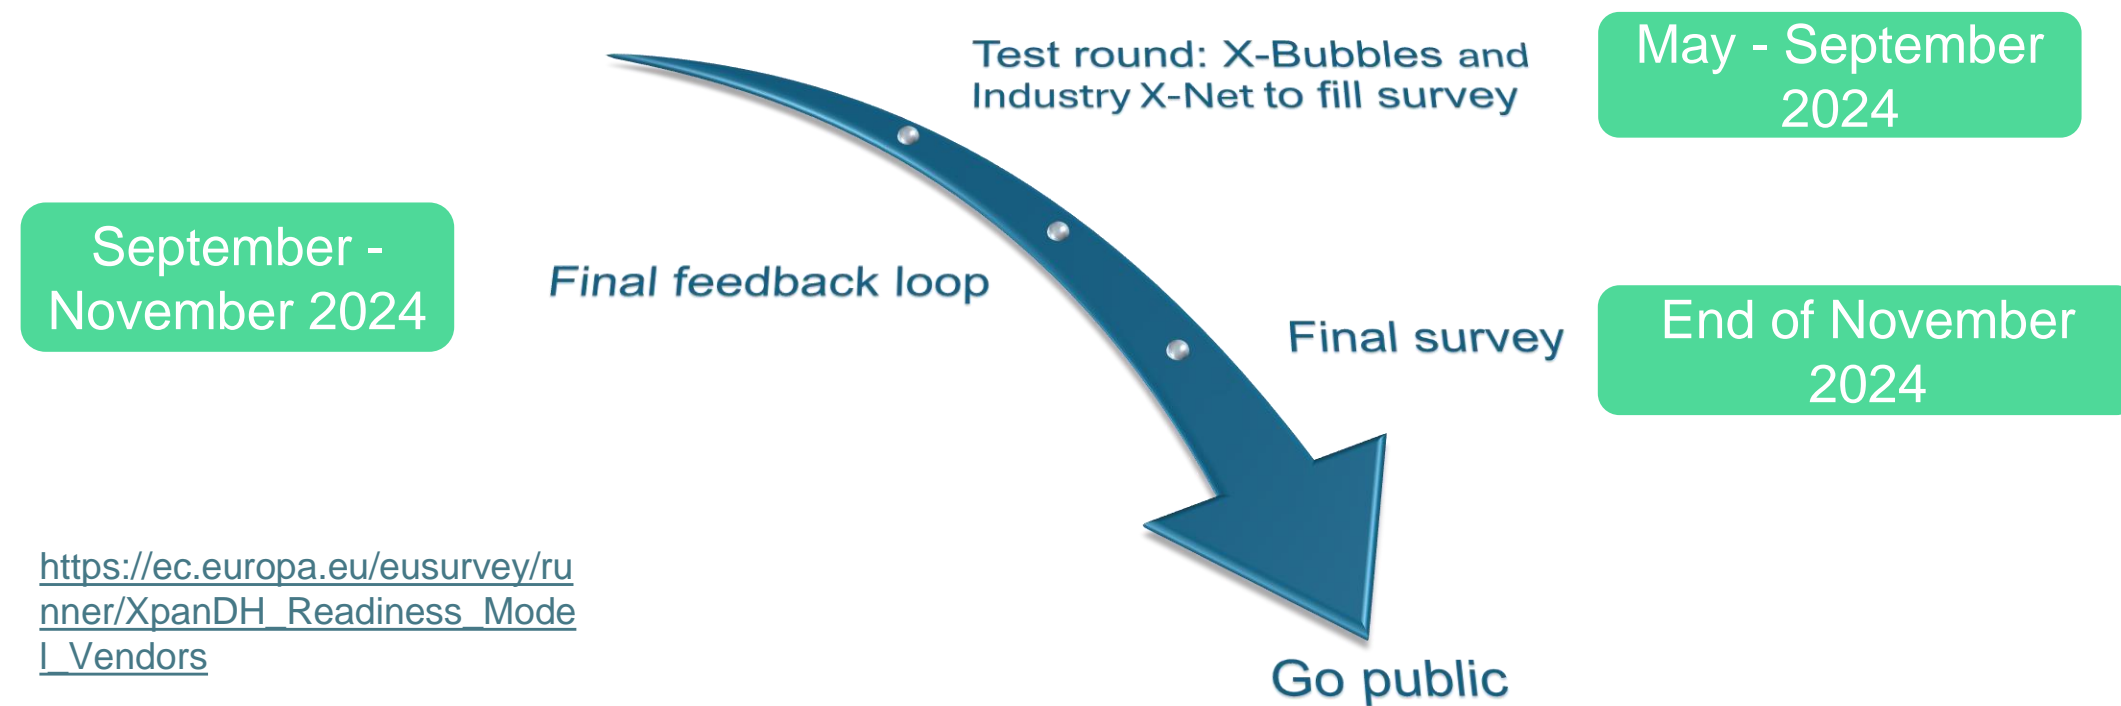 Test round: X-Bubbles and
Industry X-Net to fill survey
May - September
2024
September -
November 2024
Final feedback loop
Final survey
End of November
2024
https://ec.europa.eu/eusurvey/ru
nner/XpanDH_Readiness_Mode
l_Vendors
Go public